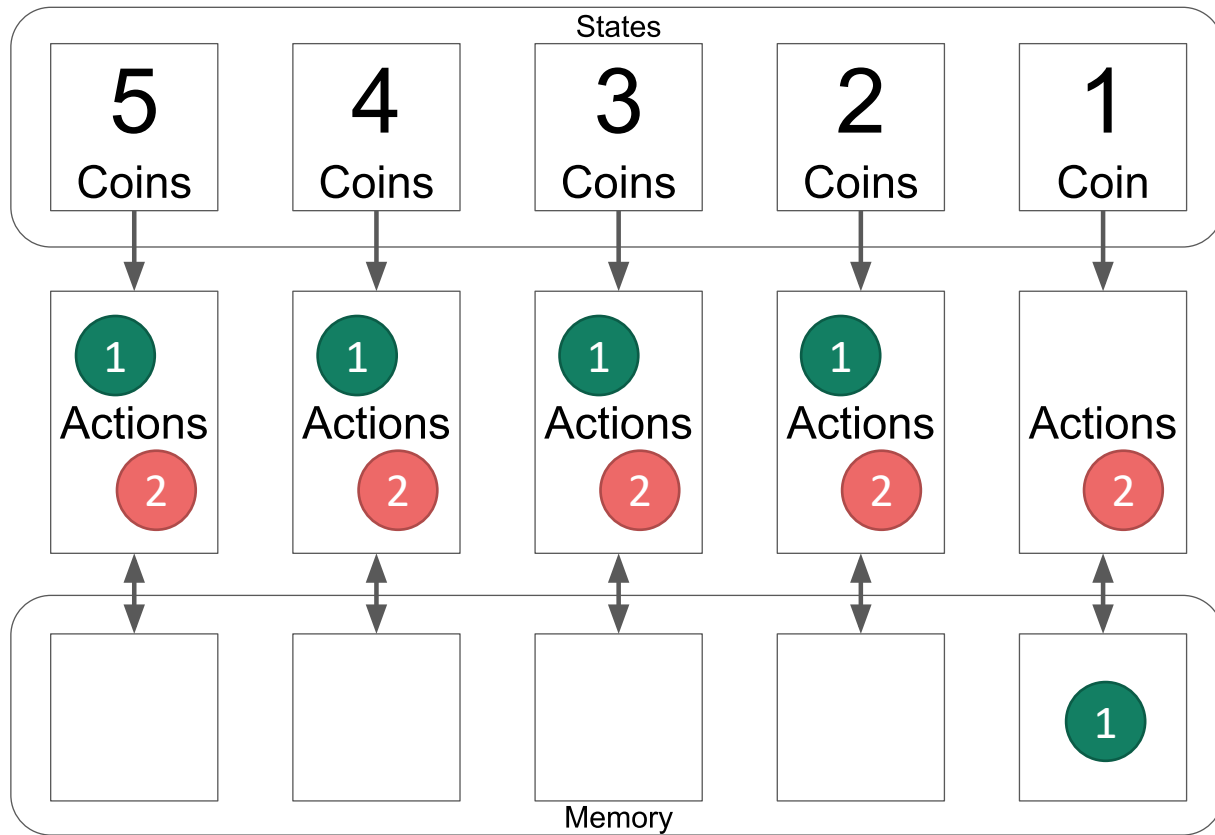 States
5 4 3 2 1
Coins Coins Coins Coins Coin
1 1 1 1
Actions Actions Actions Actions Actions
2 2 2 2 2
1
Memory